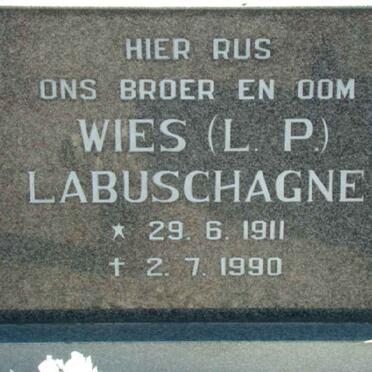 HIER RUS
ONS BROER EN OOM
WIES (L. P.)
LABUSCHAGNE
* 29. 6. 1911
† 2. 7. 1990